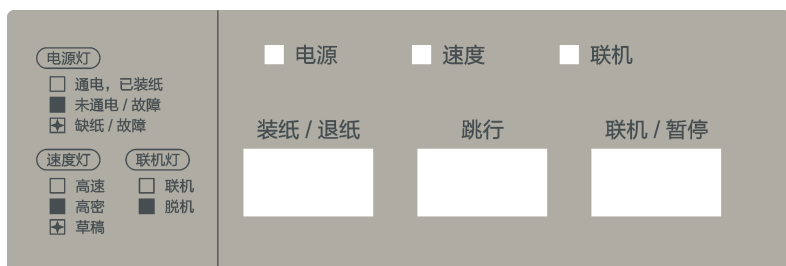 电源灯
通电，已装纸
未通电 / 故障
缺纸 / 故障
速度灯
高速
高密
草稿
联机灯
联机
脱机
电源 速度 联机
装纸 / 退纸 跳行 联机 / 暂停